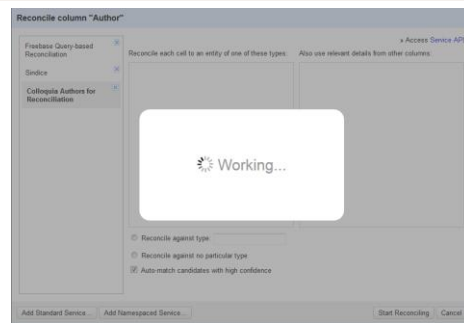 Reconcile column "Author"
» Access Service API
Freebase Query-based
Reconciliation
Reconcile each cell to an entity of one of these types:
Also use relevant details from other columns:
Sindice
Colloquia Authors for
Reconciliation
Working...
Reconcile against type:
Reconcile against no particular type
Auto-match candidates with high confidence
Add Standard Service...
Add Namespaced Service...
Start Reconciling
Cancel